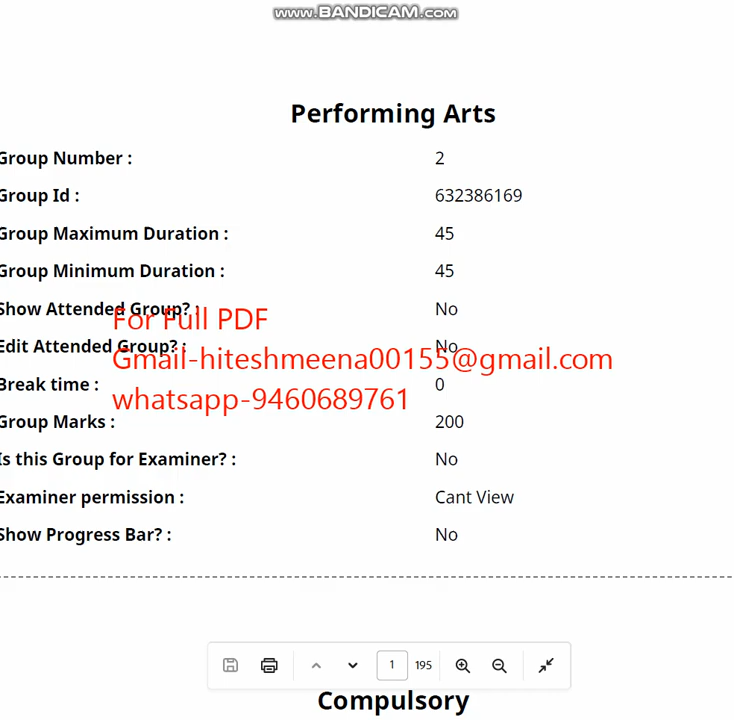 www.BANDICAM.com
Performing Arts
Group Number : 2
Group Id : 632386169
Group Maximum Duration : 45
Group Minimum Duration : 45
Show Attended Group? : No
For Full PDF
Edit Attended Group? : No
Gmail-hiteshmeena00155@gmail.com
Break time : 0
whatsapp-9460689761
Group Marks : 200
Is this Group for Examiner? : No
Examiner permission : Cant View
Show Progress Bar? : No
1 195
Compulsory